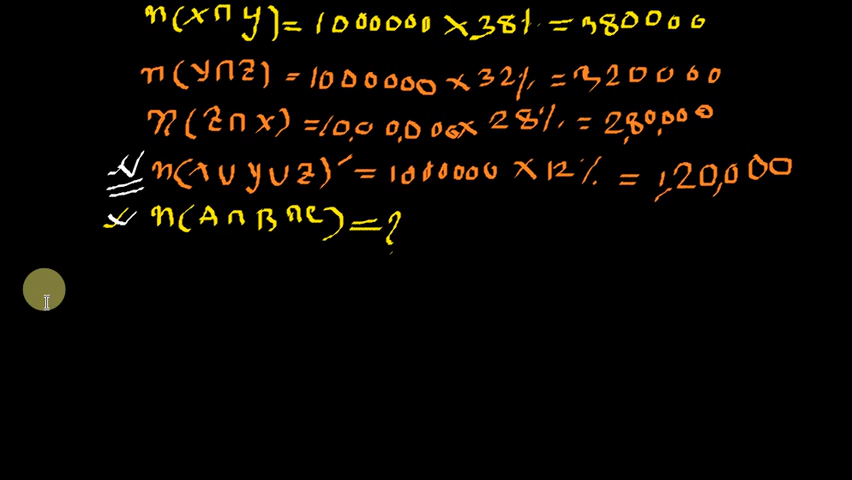 n(X∩Y)=1000000×38%=380000
n(Y∩Z)=1000000×32%=320000
n(Z∩X)=10,00,000×28%=2,80,000
n(X∪Y∪Z)′=1000000×12%=1,20,000
n(A∩B∩C)=?